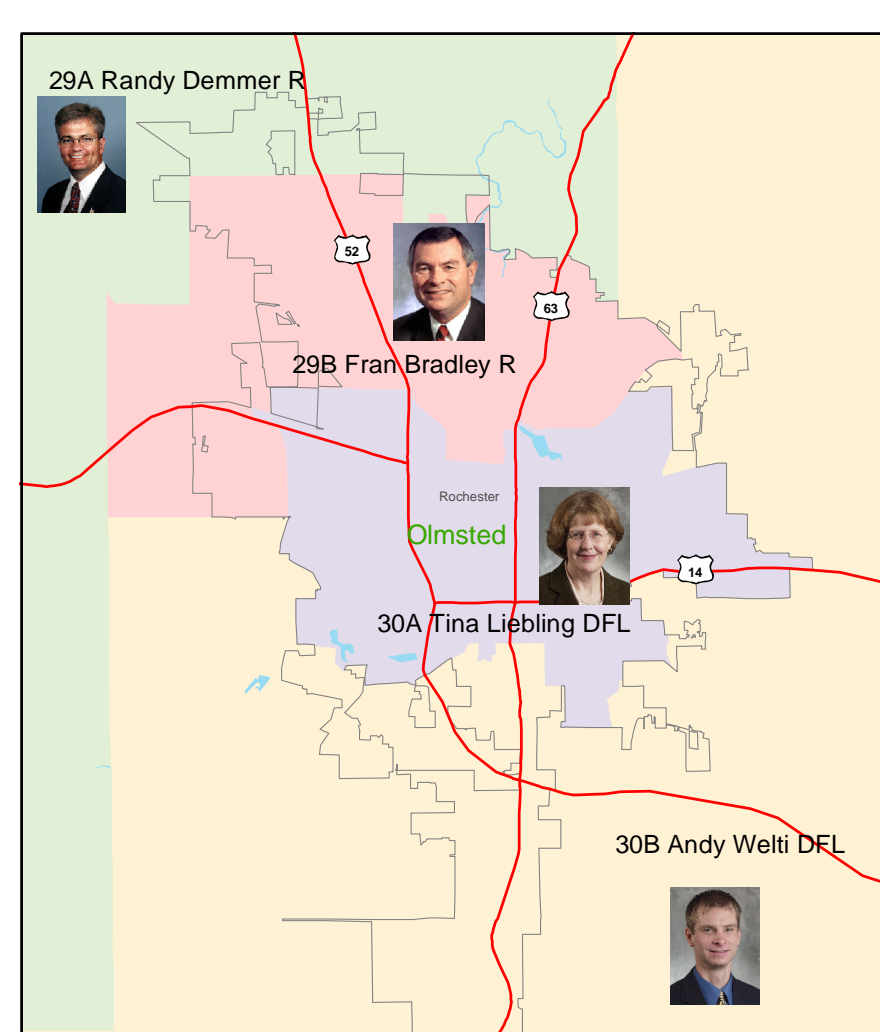 29A Randy Demmer R
52
63
29B Fran Bradley R
Rochester
Olmsted
14
30A Tina Liebling DFL
30B Andy Welti DFL